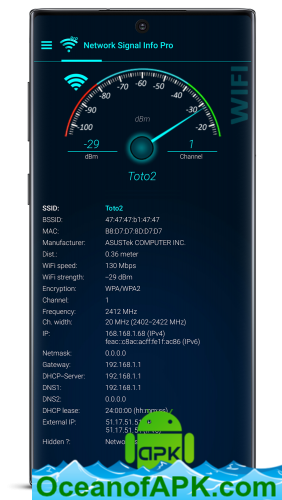 Network Signal Info Pro
WIFI
-100 -90 -80 -70 -60 -50 -40 -30 -20
dBm
-29 1
dBm Channel
Toto2
SSID: Toto2
BSSID: 47:47:47:b1:47:47
MAC: B8:D7:D7:8D:D7:D7
Manufacturer: ASUSTek COMPUTER INC.
Dist.: 0.36 meter
WiFi speed: 130 Mbps
WiFi strength: -29 dBm
Encryption: WPA/WPA2
Channel: 1
Frequency: 2412 MHz
Ch. width: 20 MHz (2402–2422 MHz)
IP: 168.168.1.68 (IPv4)
feac::c8ac:acff:fe1f:ac86 (IPv6)
Netmask: 0.0.0.0
Gateway: 192.168.1.1
DHCP-Server: 192.168.1.1
DNS1: 192.168.1.1
DNS2: 0.0.0.0
DHCP lease: 24:00:00 (hh:mm:ss)
External IP: 51.17.51.51
51.17.51.5
Hidden ?: Network
apk
OceanofAPK.com